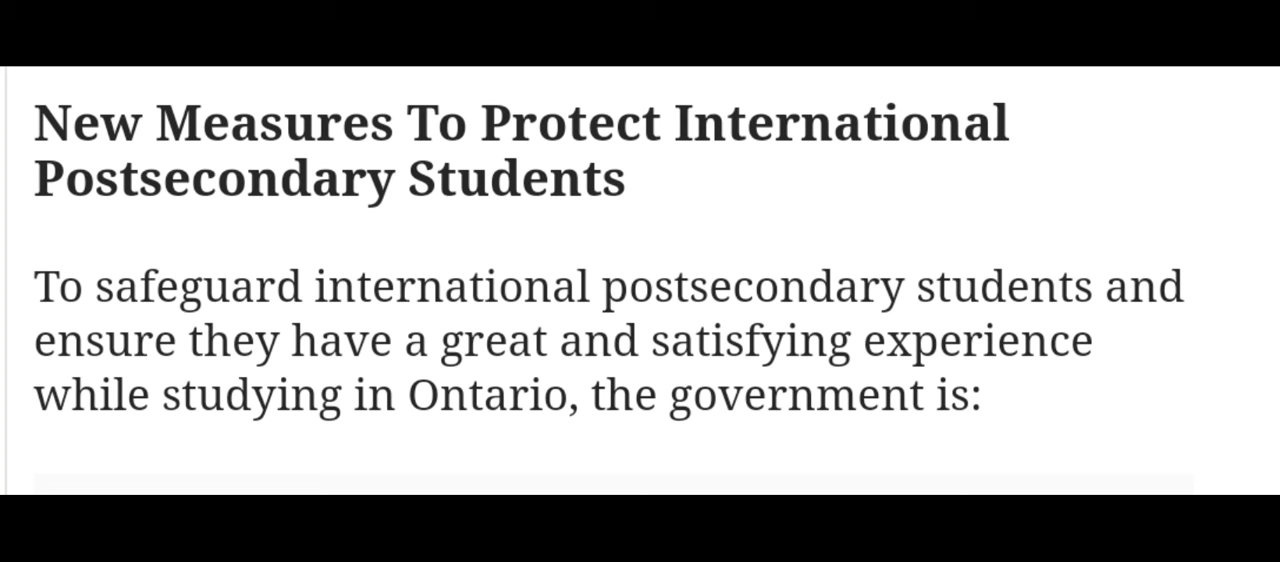 New Measures To Protect International
Postsecondary Students
To safeguard international postsecondary students and
ensure they have a great and satisfying experience
while studying in Ontario, the government is: